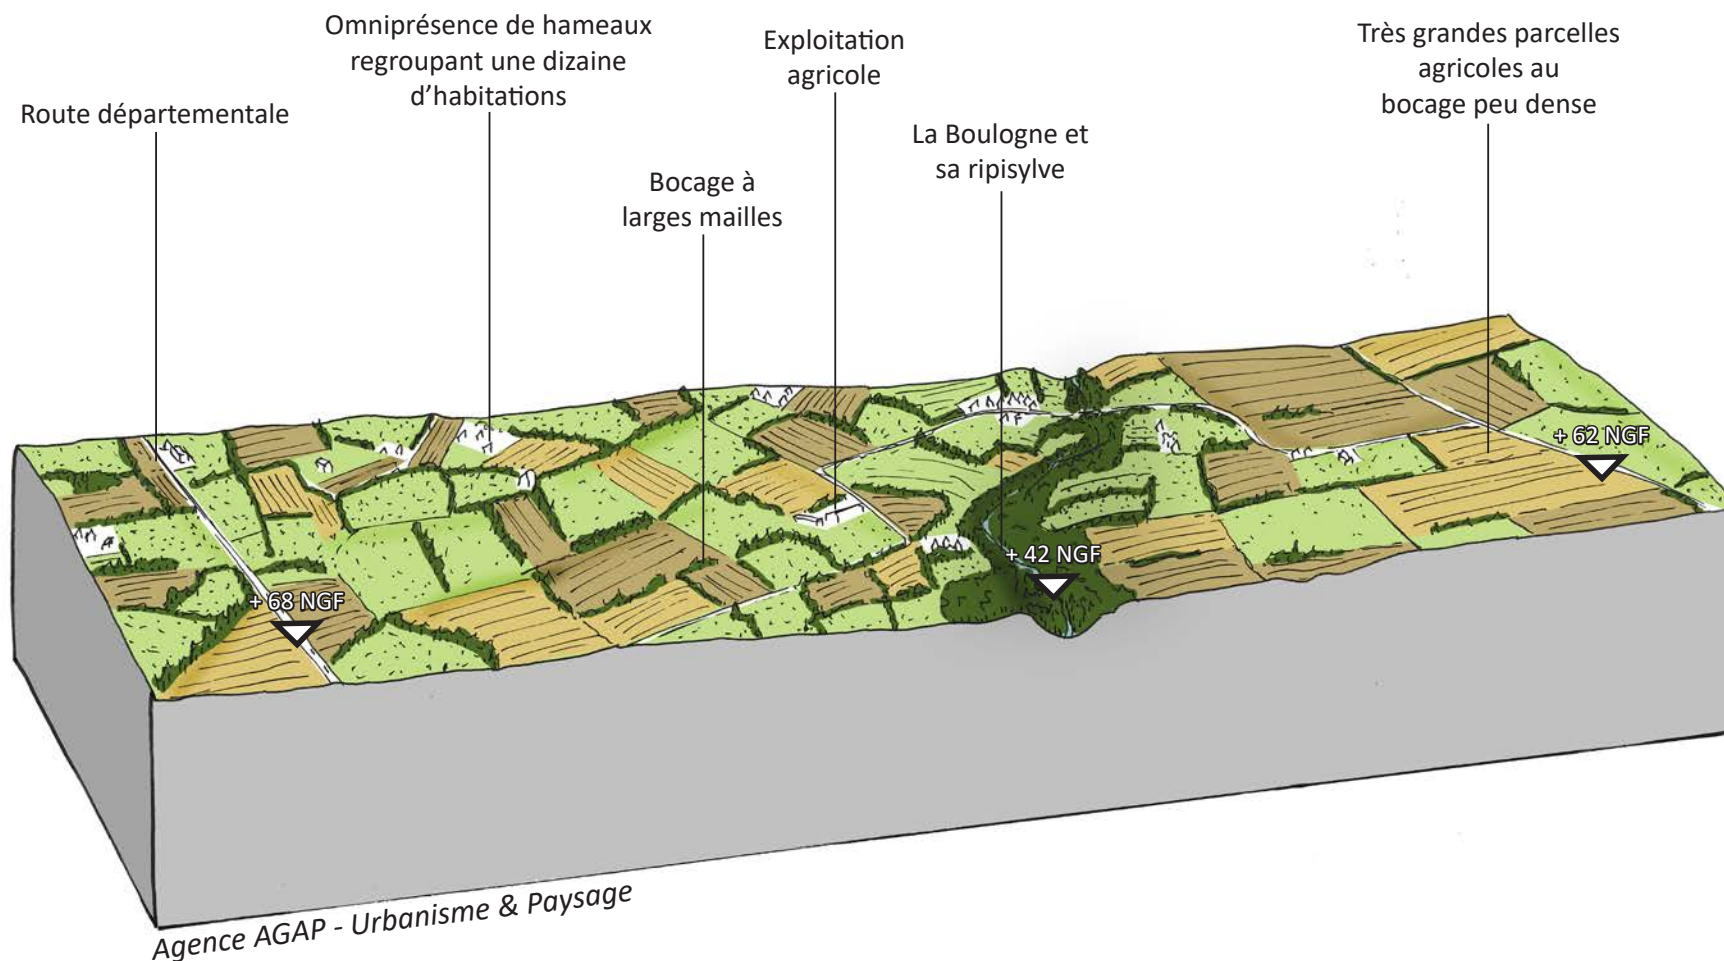 Route départementale
Omniprésence de hameaux
regroupant une dizaine
d’habitations
Bocage à
larges mailles
Exploitation
agricole
La Boulogne et
sa ripisylve
Très grandes parcelles
agricoles au
bocage peu dense
+ 68 NGF
+ 42 NGF
+ 62 NGF
Agence AGAP - Urbanisme & Paysage